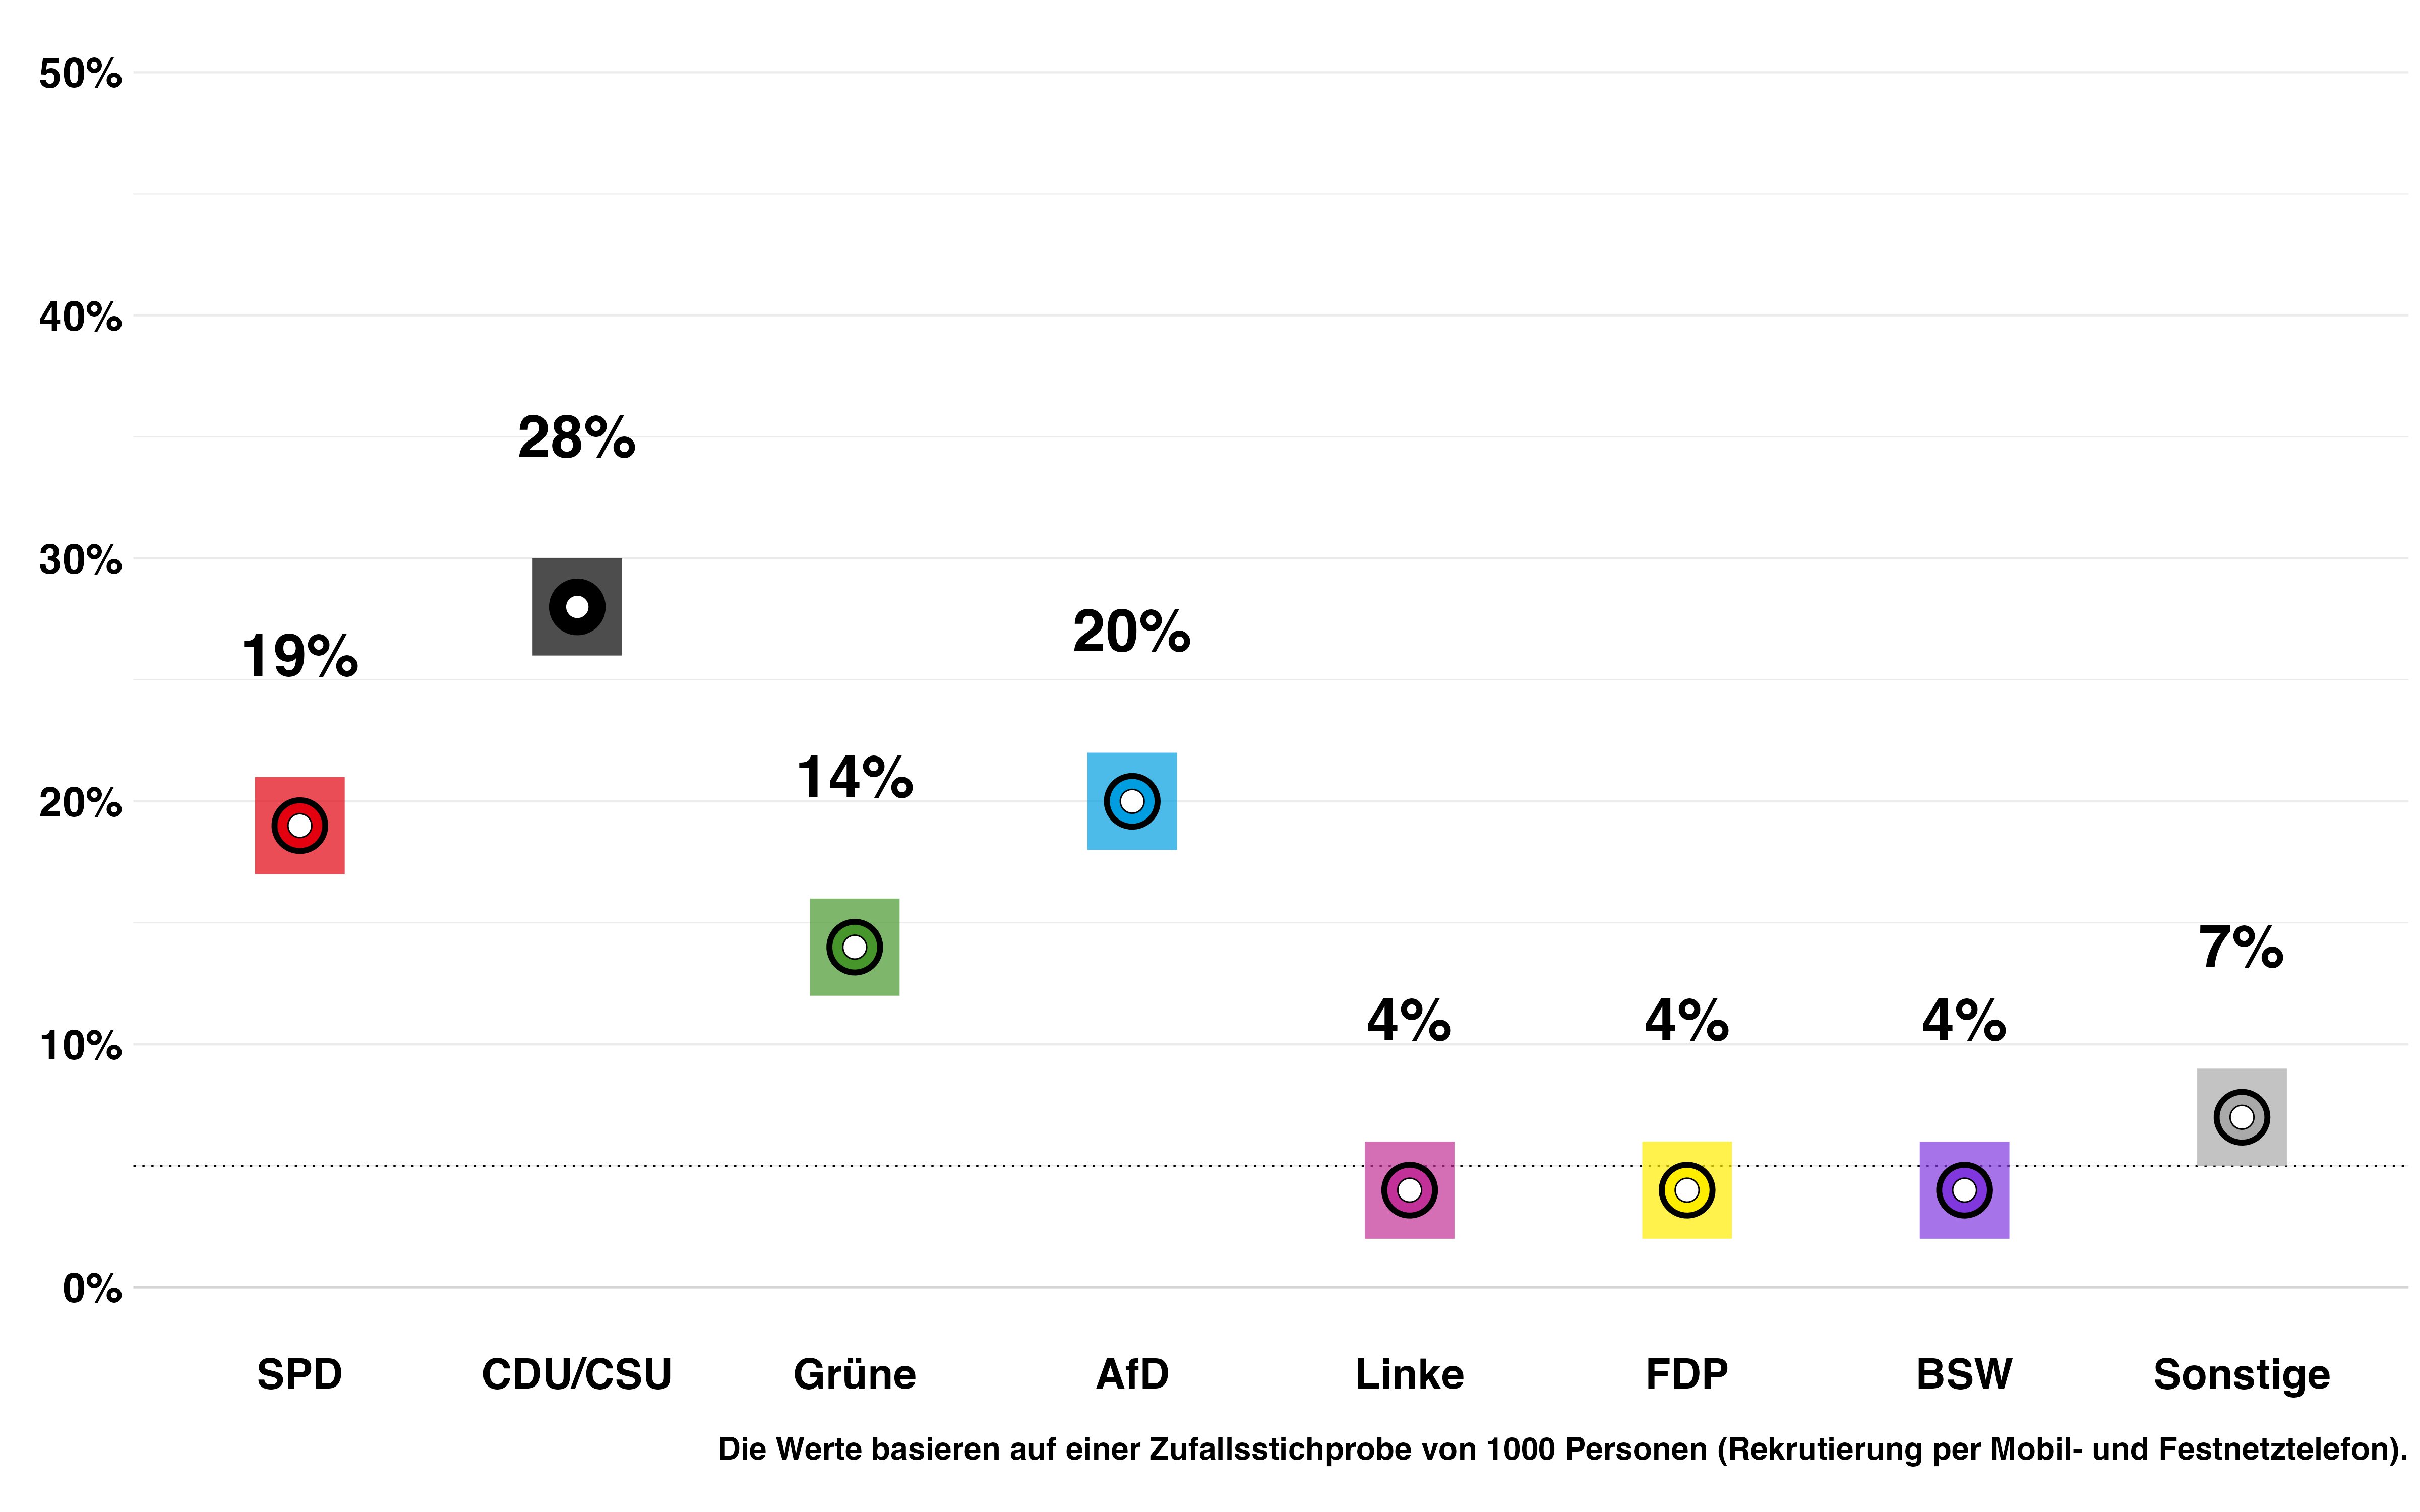 50%
40%
28%
30%
19%
20%
14%
20%
7%
10%
4%
4%
4%
0%
SPD
CDU/CSU
Grüne
AfD
Linke
FDP
BSW
Sonstige
Die Werte basieren auf einer Zufallsstichprobe von 1000 Personen (Rekrutierung per Mobil- und Festnetztelefon).